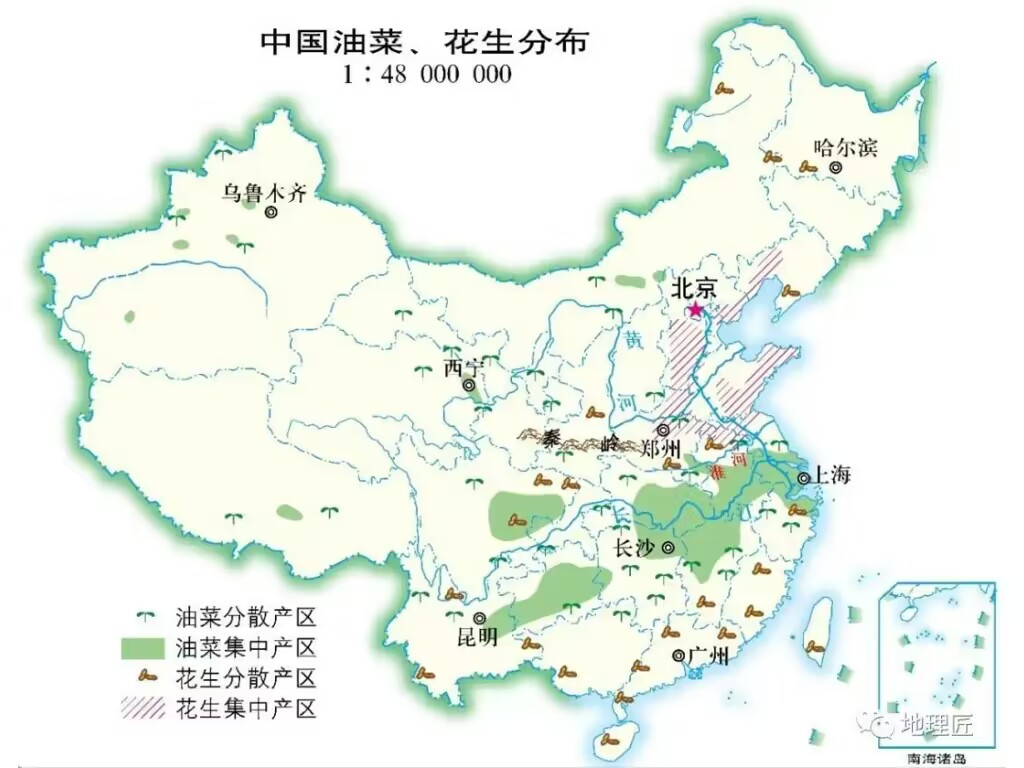 中国油菜、花生分布
1：48 000 000
哈尔滨
乌鲁木齐
北京
黄
西宁
河
秦
岭
郑州
淮
河
上海
长
江
长沙
昆明
广州
油菜分散产区
油菜集中产区
花生分散产区
花生集中产区
地理匠
南海诸岛